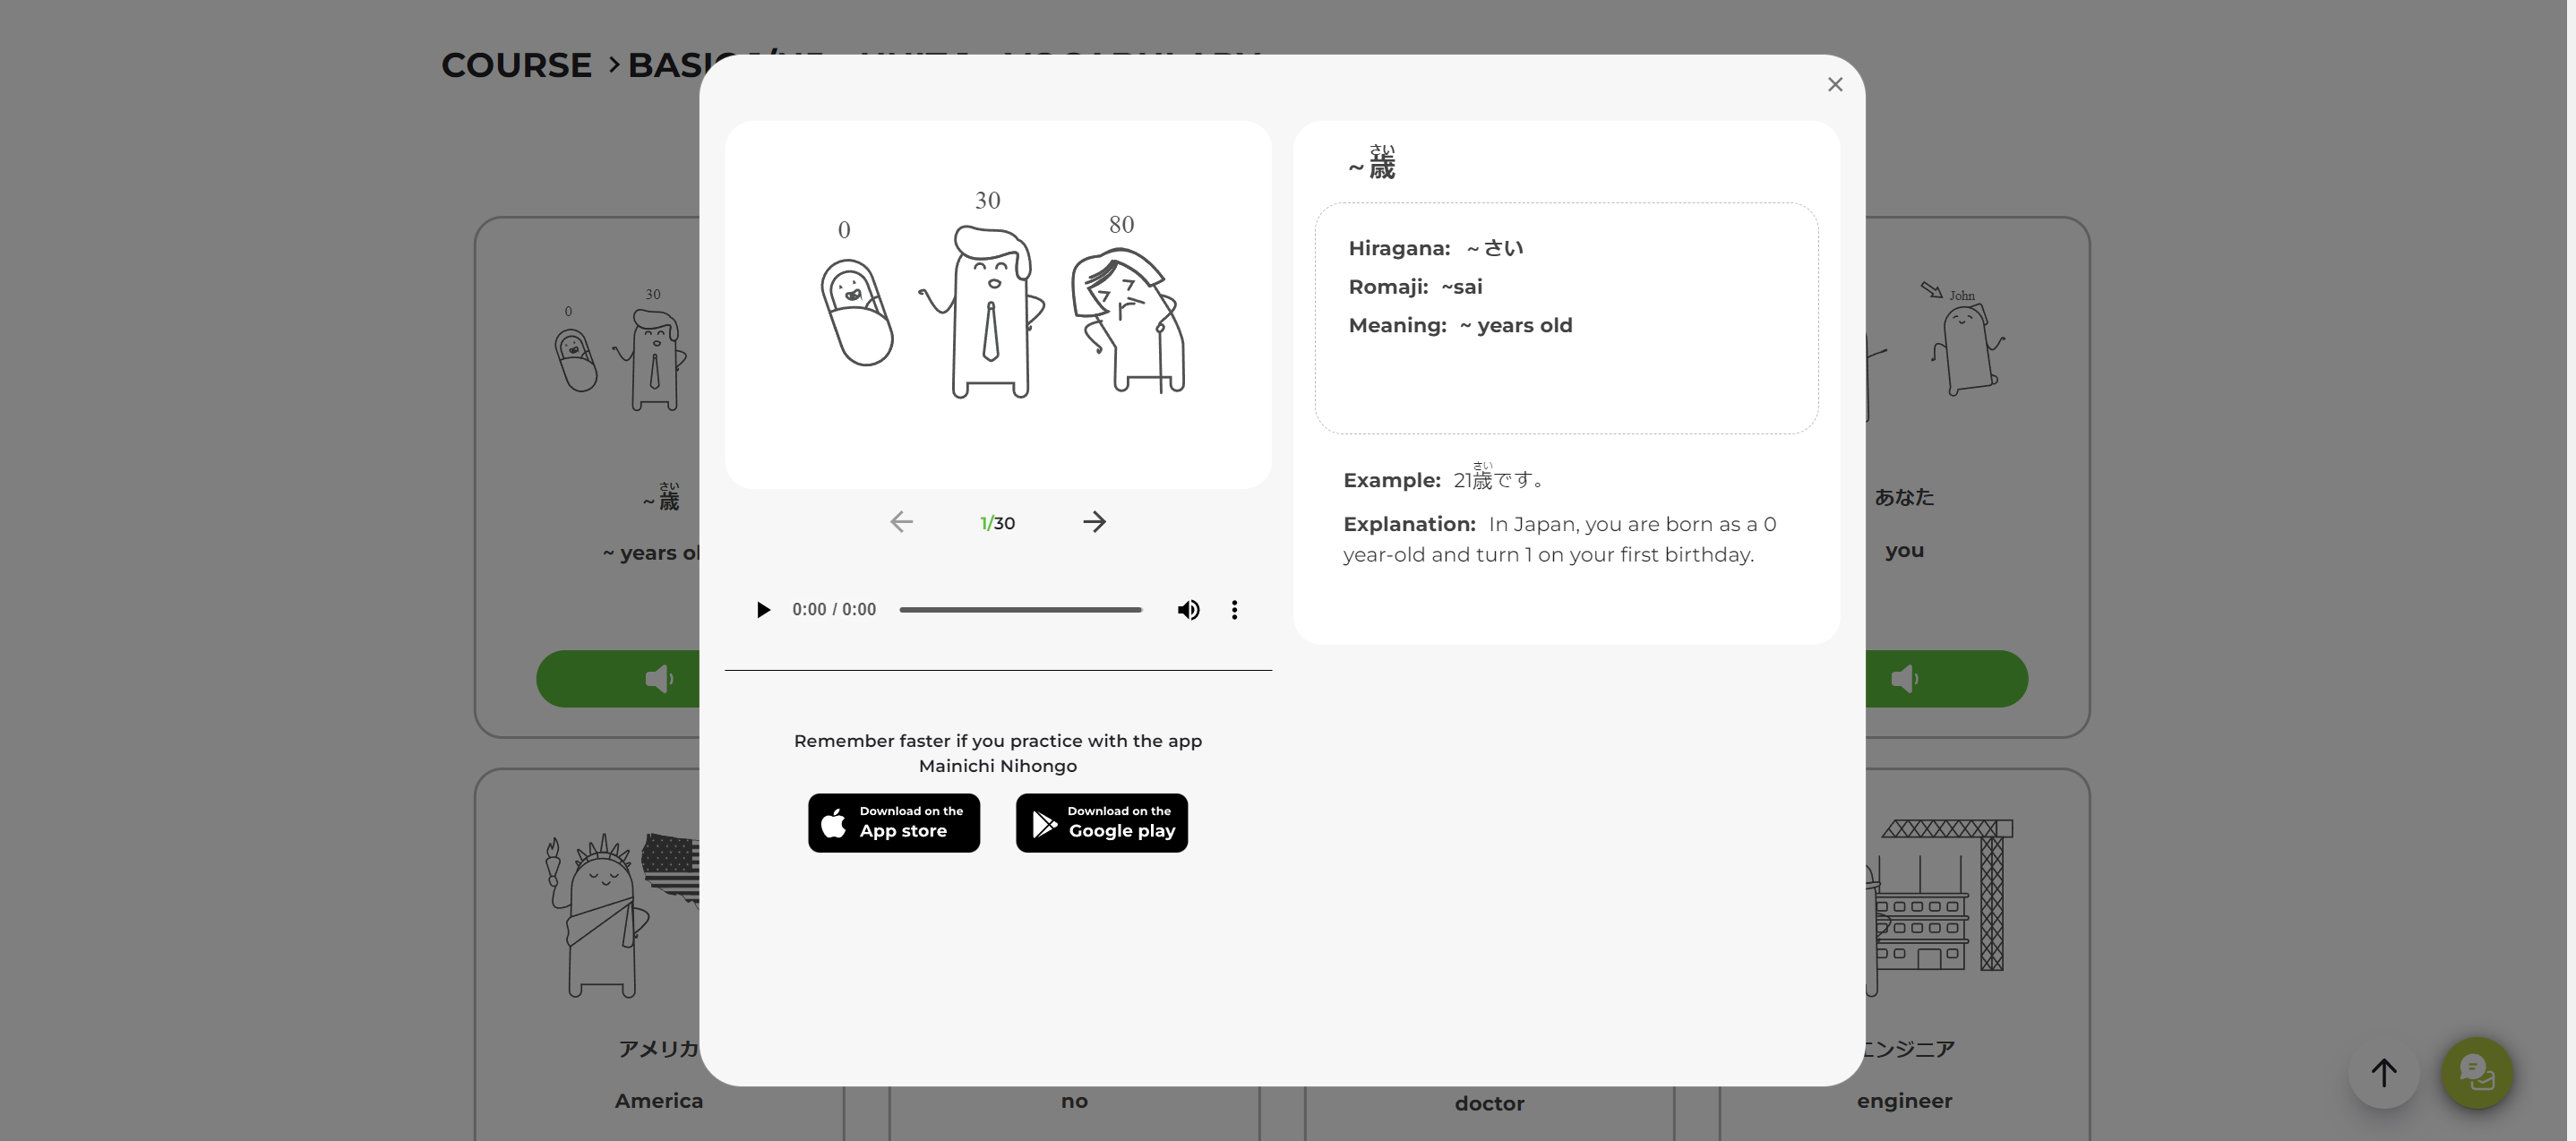 COURSE > BASIC
×
0
30
80
1/30
0:00 / 0:00
Remember faster if you practice with the app
Mainichi Nihongo
Download on the
App store
Download on the
Google play
さい
~ 歳
Hiragana: ~ さい
Romaji: ~sai
Meaning: ~ years old
さい
Example: 21歳です。
Explanation: In Japan, you are born as a 0
year-old and turn 1 on your first birthday.
0
30
さい
~ 歳
~ years ol
John
あなた
you
アメリカ
America
no
doctor
エンジニア
engineer